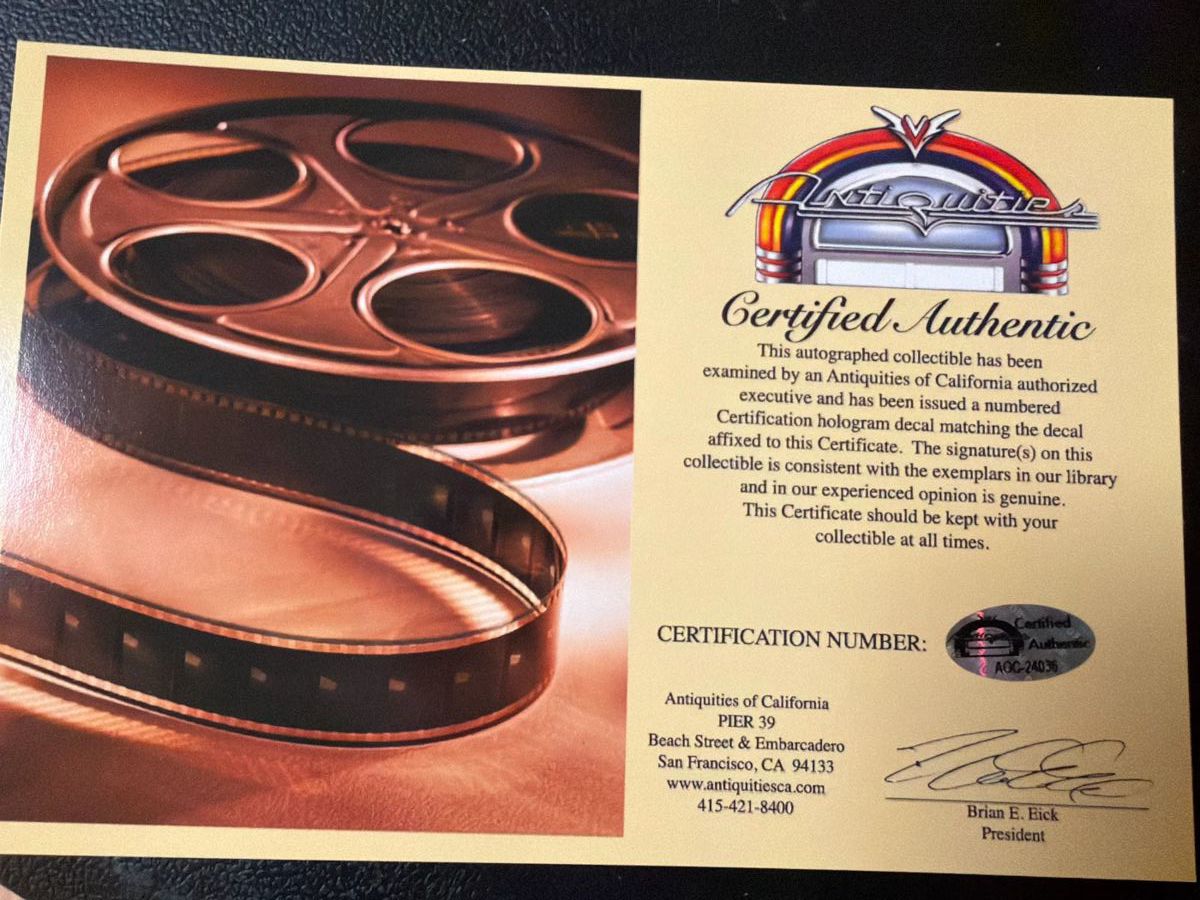 Antiquities
Certified Authentic
This autographed collectible has been
examined by an Antiquities of California authorized
executive and has been issued a numbered
Certification hologram decal matching the decal
affixed to this Certificate. The signature(s) on this
collectible is consistent with the exemplars in our library
and in our experienced opinion is genuine.
This Certificate should be kept with your
collectible at all times.
CERTIFICATION NUMBER:
Certified
Authentic
AOC-24036
Antiquities of California
PIER 39
Beach Street & Embarcadero
San Francisco, CA 94133
www.antiquitiesca.com
415-421-8400
Brian E. Eick
President